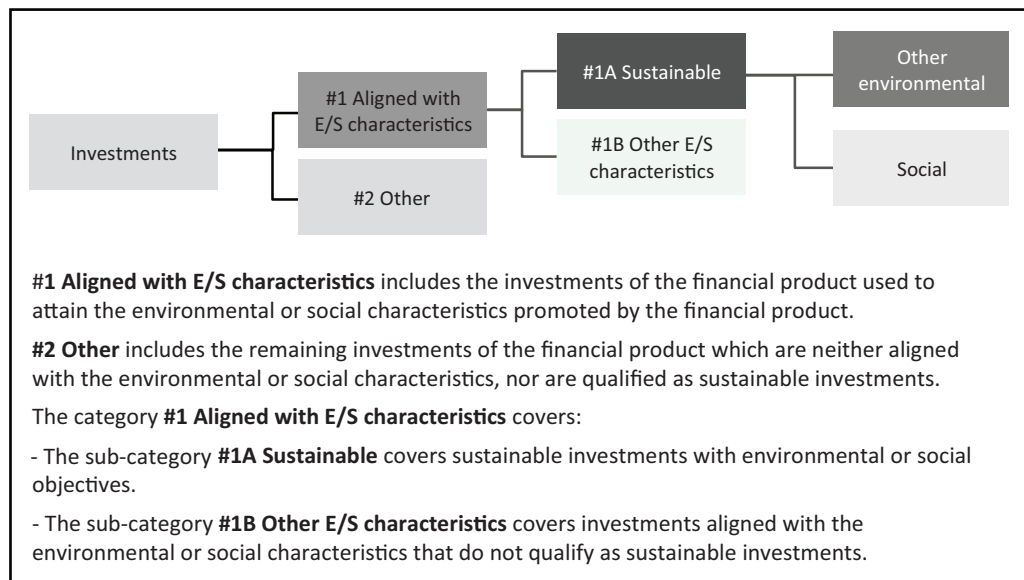 Investments
#1 Aligned with
E/S characteristics
#2 Other
#1A Sustainable
#1B Other E/S
characteristics
Other
environmental
Social
#1 Aligned with E/S characteristics includes the investments of the financial product used to
attain the environmental or social characteristics promoted by the financial product.
#2 Other includes the remaining investments of the financial product which are neither aligned
with the environmental or social characteristics, nor are qualified as sustainable investments.
The category #1 Aligned with E/S characteristics covers:
- The sub-category #1A Sustainable covers sustainable investments with environmental or social
objectives.
- The sub-category #1B Other E/S characteristics covers investments aligned with the
environmental or social characteristics that do not qualify as sustainable investments.